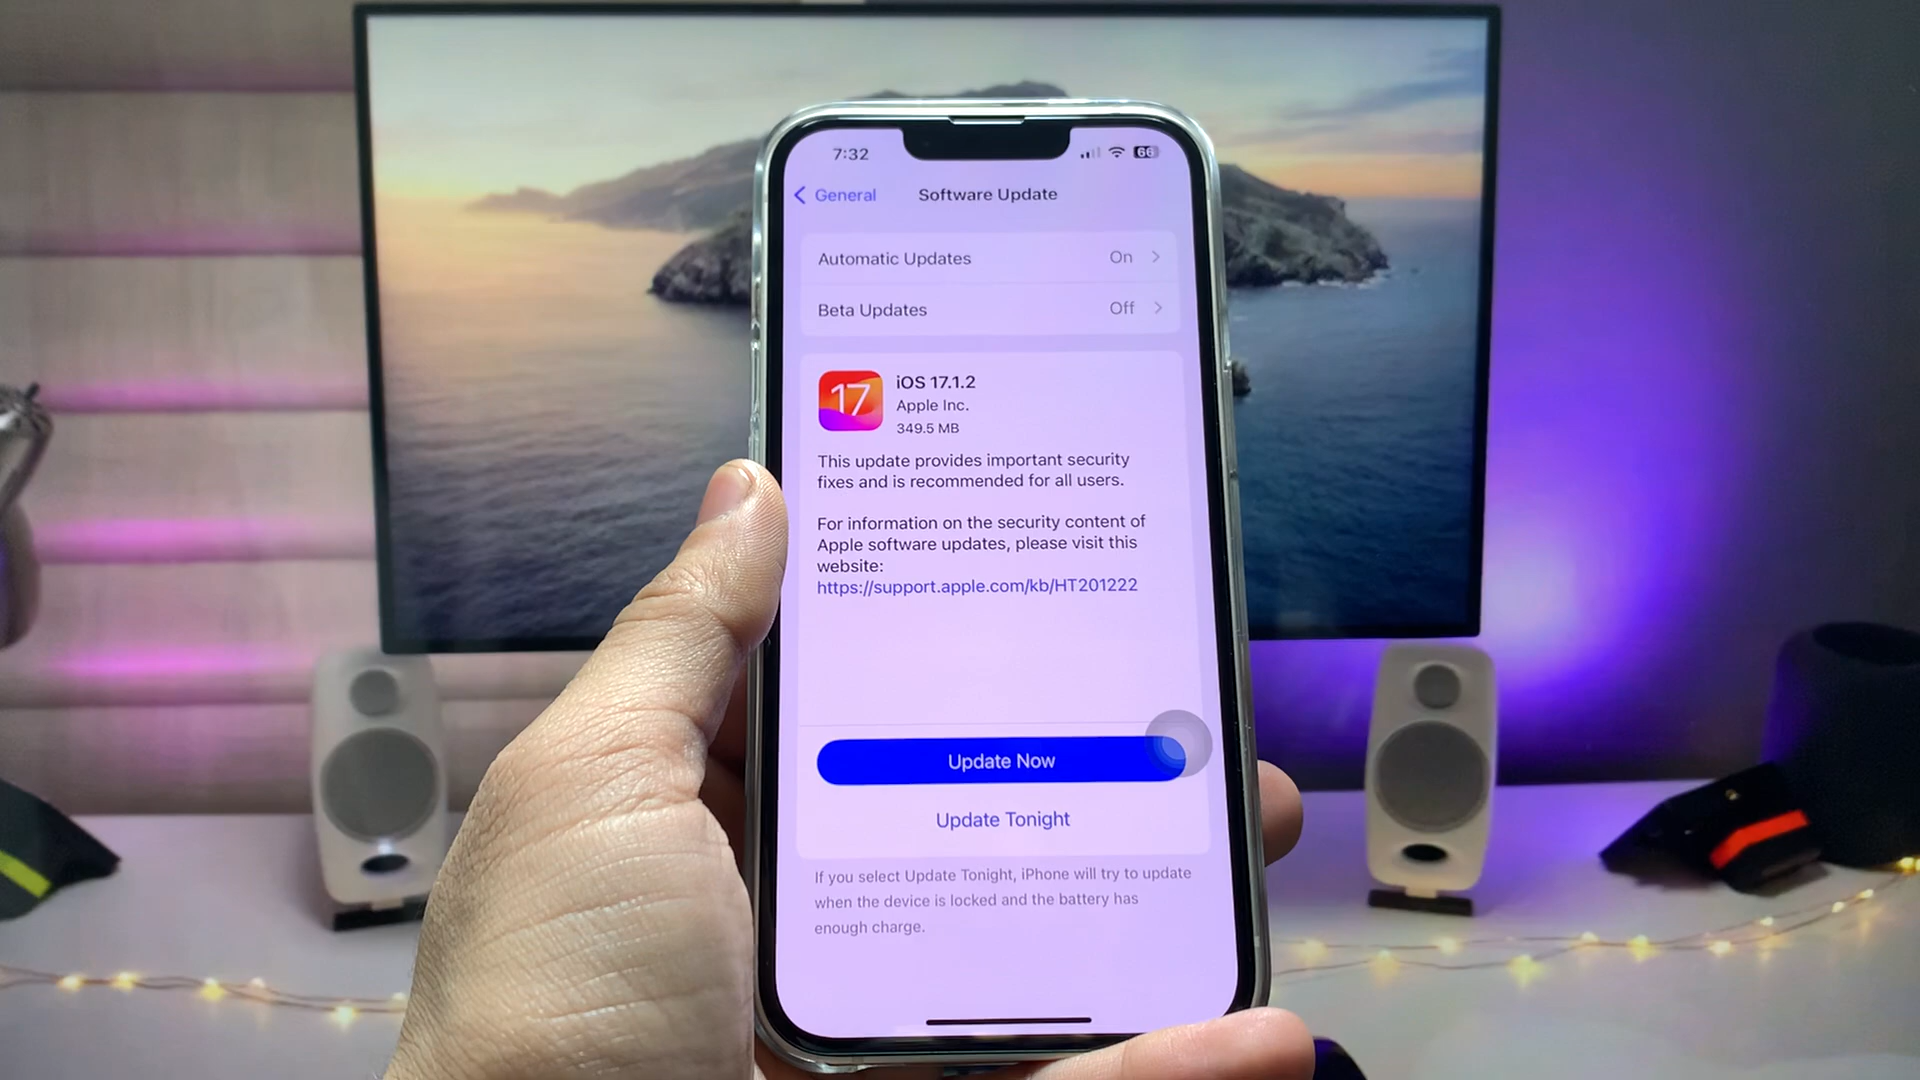 7:32
66
General
Software Update
Automatic Updates On
Beta Updates Off
17
iOS 17.1.2
Apple Inc.
349.5 MB
This update provides important security
fixes and is recommended for all users.
For information on the security content of
Apple software updates, please visit this
website:
https://support.apple.com/kb/HT201222
Update Now
Update Tonight
If you select Update Tonight, iPhone will try to update
when the device is locked and the battery has
enough charge.